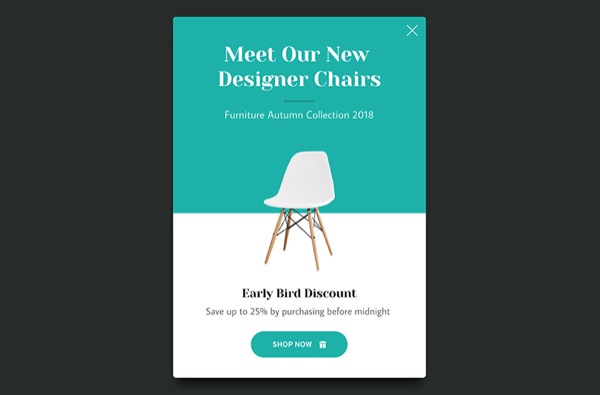 Meet Our New
Designer Chairs
Furniture Autumn Collection 2018
Early Bird Discount
Save up to 25% by purchasing before midnight
SHOP NOW